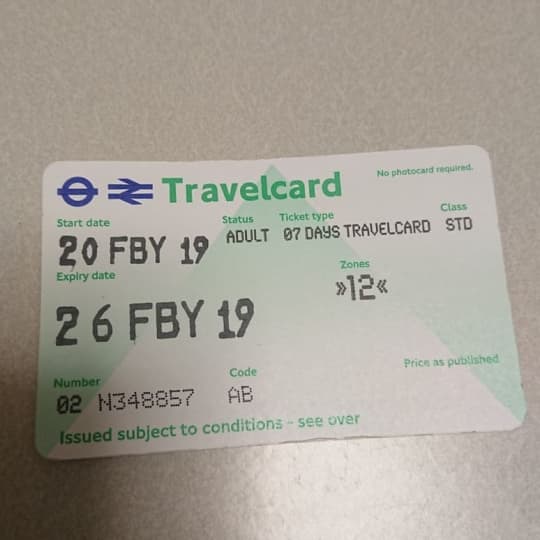 Travelcard
No photocard required.
Start date
Status
Ticket type
Class
20 FBY 19
ADULT
07 DAYS TRAVELCARD
STD
Expiry date
Zones
26 FBY 19
»12«
Price as published
Number
Code
02 N348857
AB
Issued subject to conditions - see over